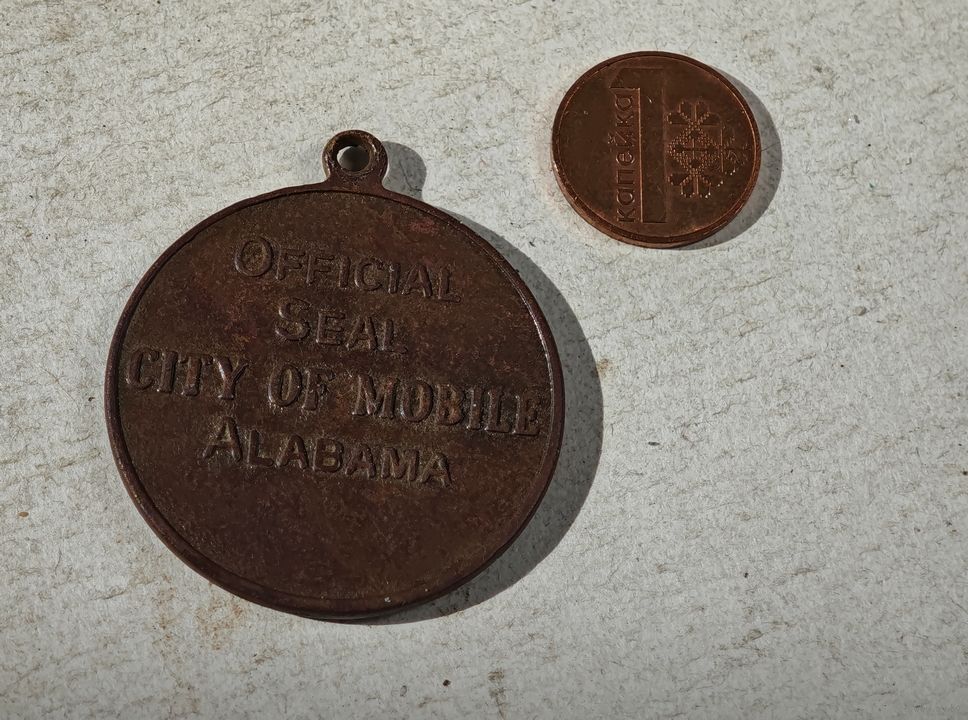 Official
Seal
CITY OF MOBILE
Alabama
1 капейка